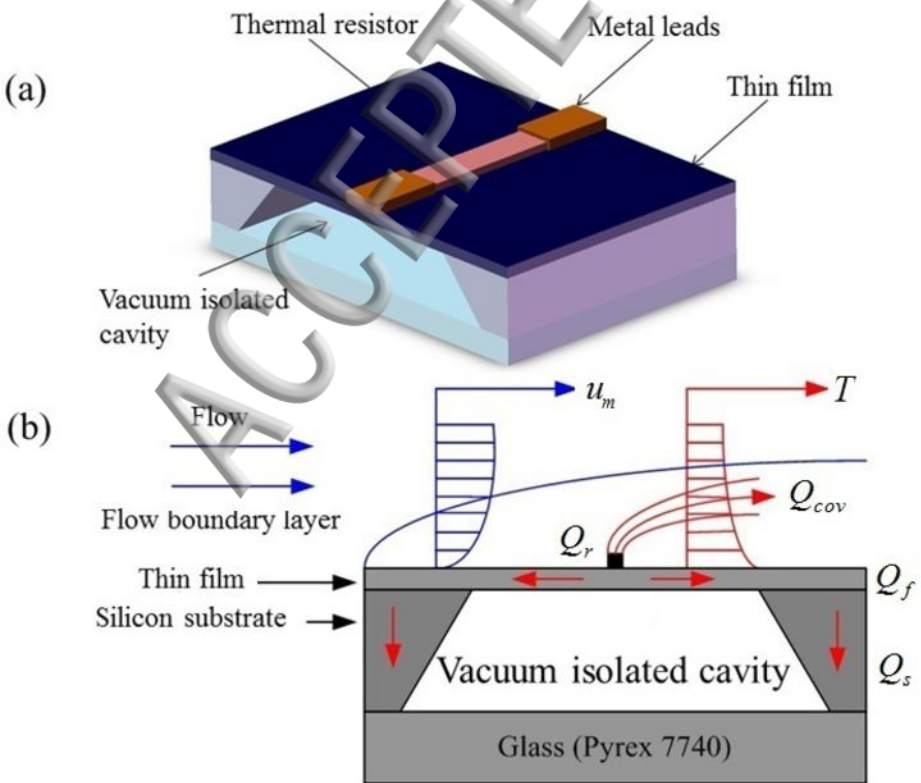 Thermal resistor
Metal leads
(a)
Thin film
Vacuum isolated
cavity
ACCEPTE
(b)
u_m
T
Flow
Flow boundary layer
Q_r
Q_cov
Thin film
Q_f
Silicon substrate
Vacuum isolated cavity
Q_s
Glass (Pyrex 7740)